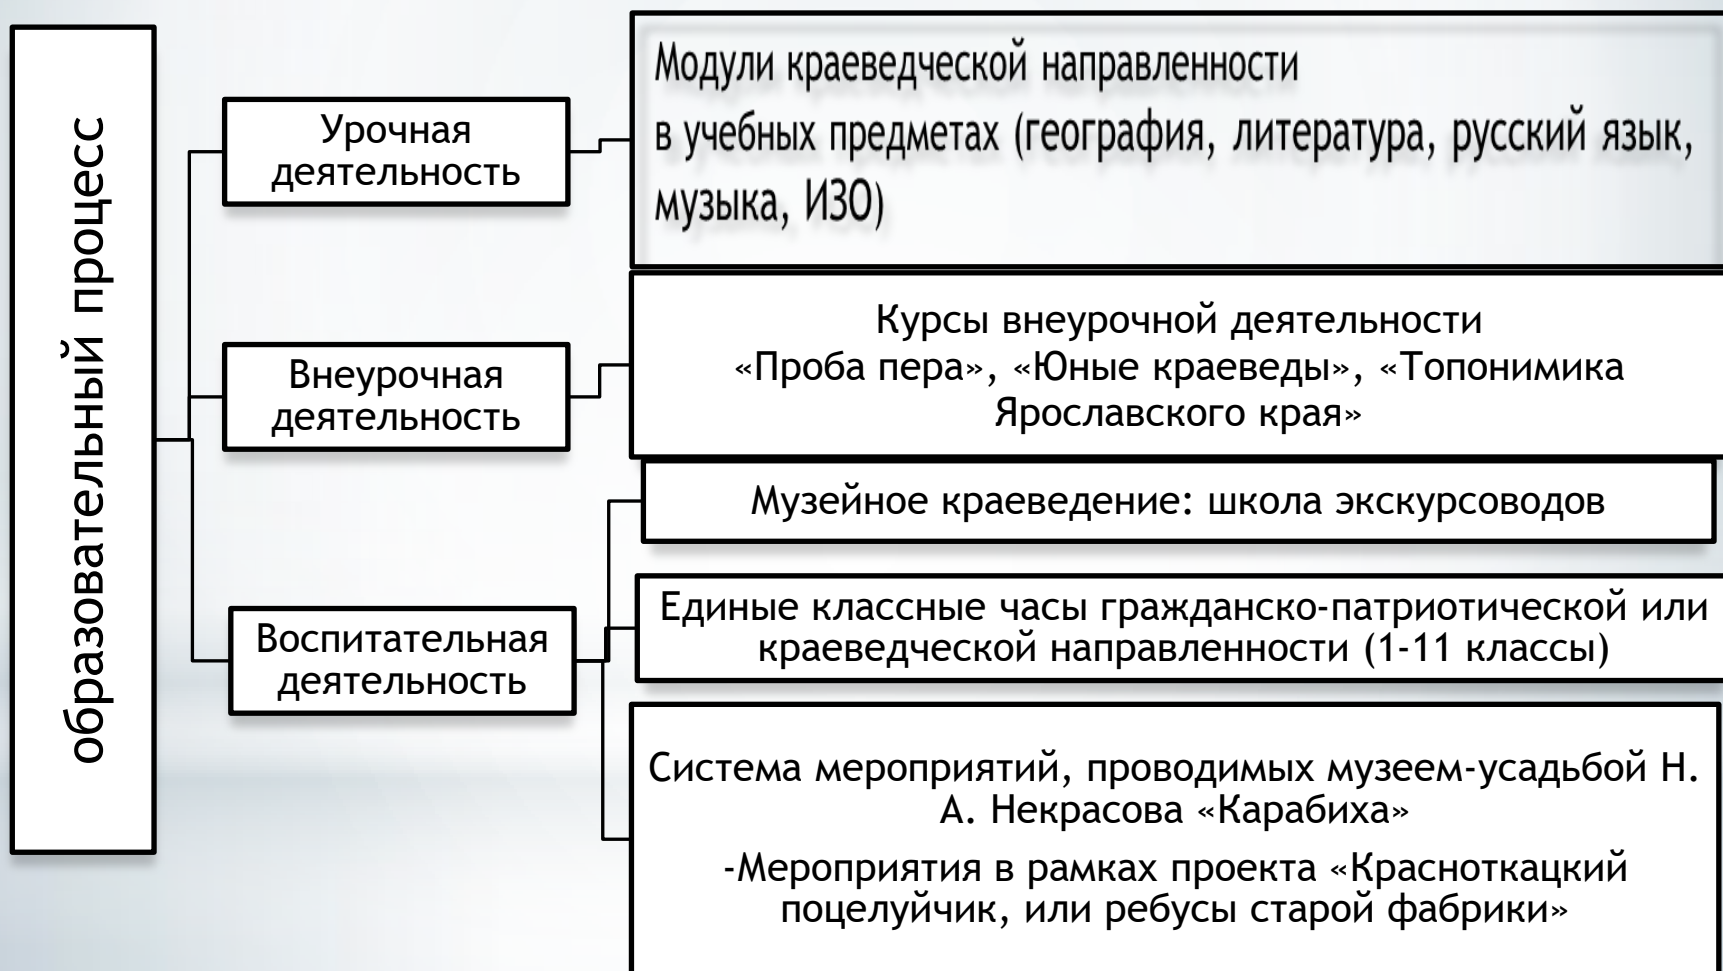 образовательный процесс
Урочная
деятельность
Модули краеведческой направленности
в учебных предметах (география, литература, русский язык,
музыка, ИЗО)
Внеурочная
деятельность
Курсы внеурочной деятельности
«Проба пера», «Юные краеведы», «Топонимика
Ярославского края»
Воспитательная
деятельность
Музейное краеведение: школа экскурсоводов
Единые классные часы гражданско-патриотической или
краеведческой направленности (1-11 классы)
Система мероприятий, проводимых музеем-усадьбой Н.
А. Некрасова «Карабиха»
-Мероприятия в рамках проекта «Красноткацкий
поцелуйчик, или ребусы старой фабрики»